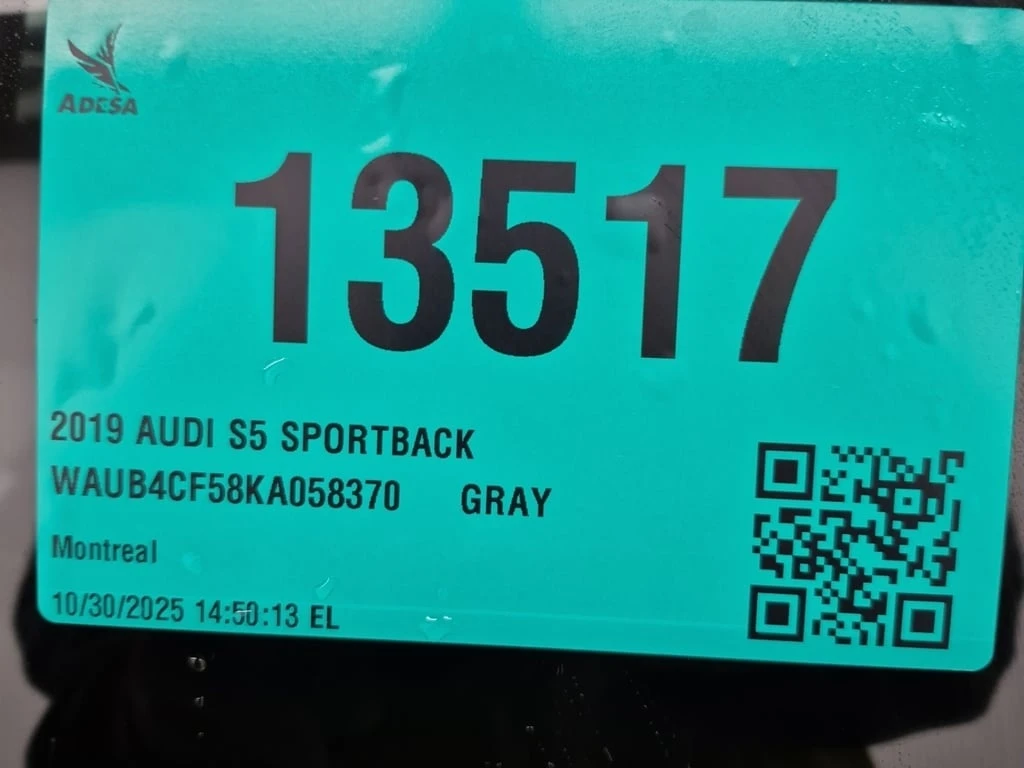 ADESA
13517
2019 AUDI S5 SPORTBACK
WAUB4CF58KA058370 GRAY
Montreal
10/30/2025 14:50:13 EL